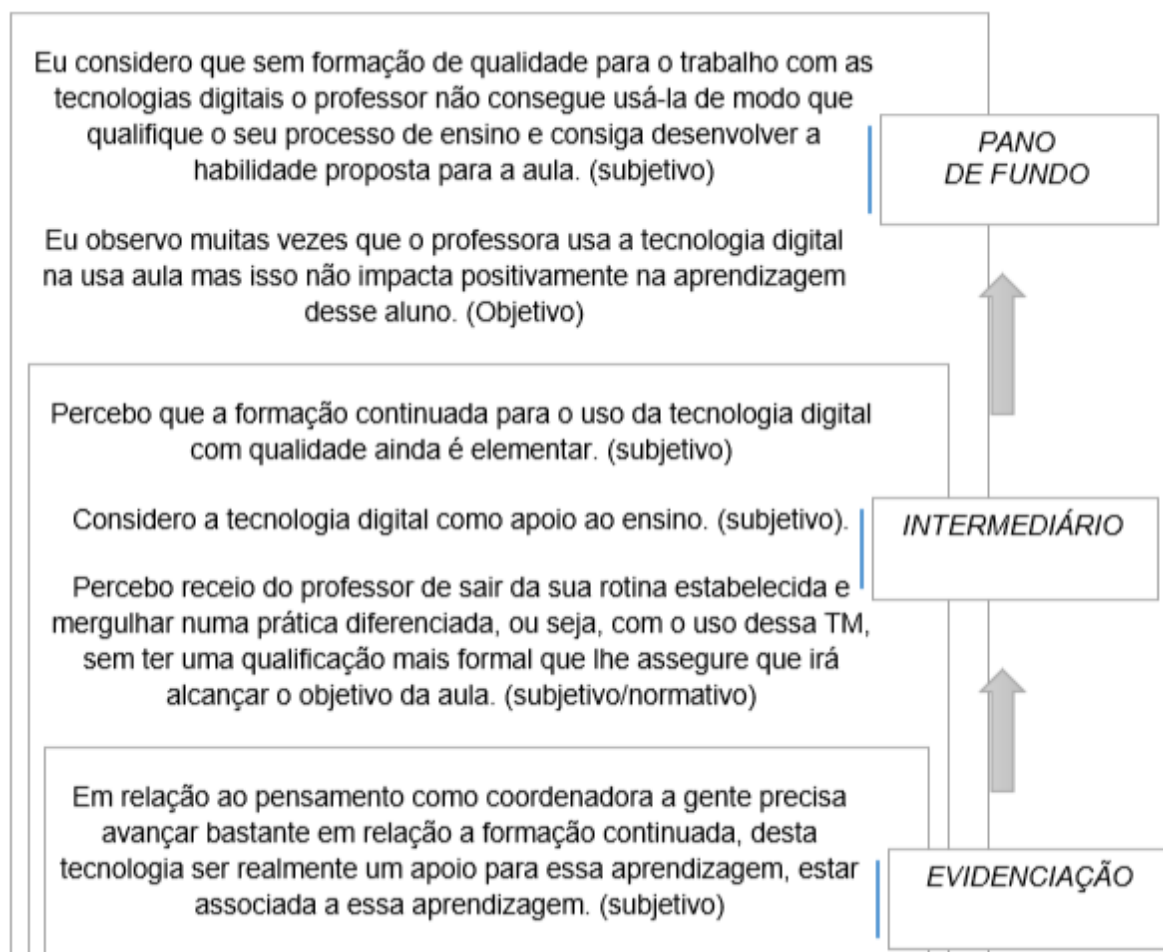 Eu considero que sem formação de qualidade para o trabalho com as
tecnologias digitais o professor não consegue usá-la de modo que
qualifique o seu processo de ensino e consiga desenvolver a
habilidade proposta para a aula. (subjetivo)
PANO
DE FUNDO
Eu observo muitas vezes que o professora usa a tecnologia digital
na usa aula mas isso não impacta positivamente na aprendizagem
desse aluno. (Objetivo)
Percebo que a formação continuada para o uso da tecnologia digital
com qualidade ainda é elementar. (subjetivo)
Considero a tecnologia digital como apoio ao ensino. (subjetivo).
INTERMEDIÁRIO
Percebo receio do professor de sair da sua rotina estabelecida e
mergulhar numa prática diferenciada, ou seja, com o uso dessa TM,
sem ter uma qualificação mais formal que lhe assegure que irá
alcançar o objetivo da aula. (subjetivo/normativo)
Em relação ao pensamento como coordenadora a gente precisa
avançar bastante em relação a formação continuada, desta
tecnologia ser realmente um apoio para essa aprendizagem, estar
associada a essa aprendizagem. (subjetivo)
EVIDENCIAÇÃO